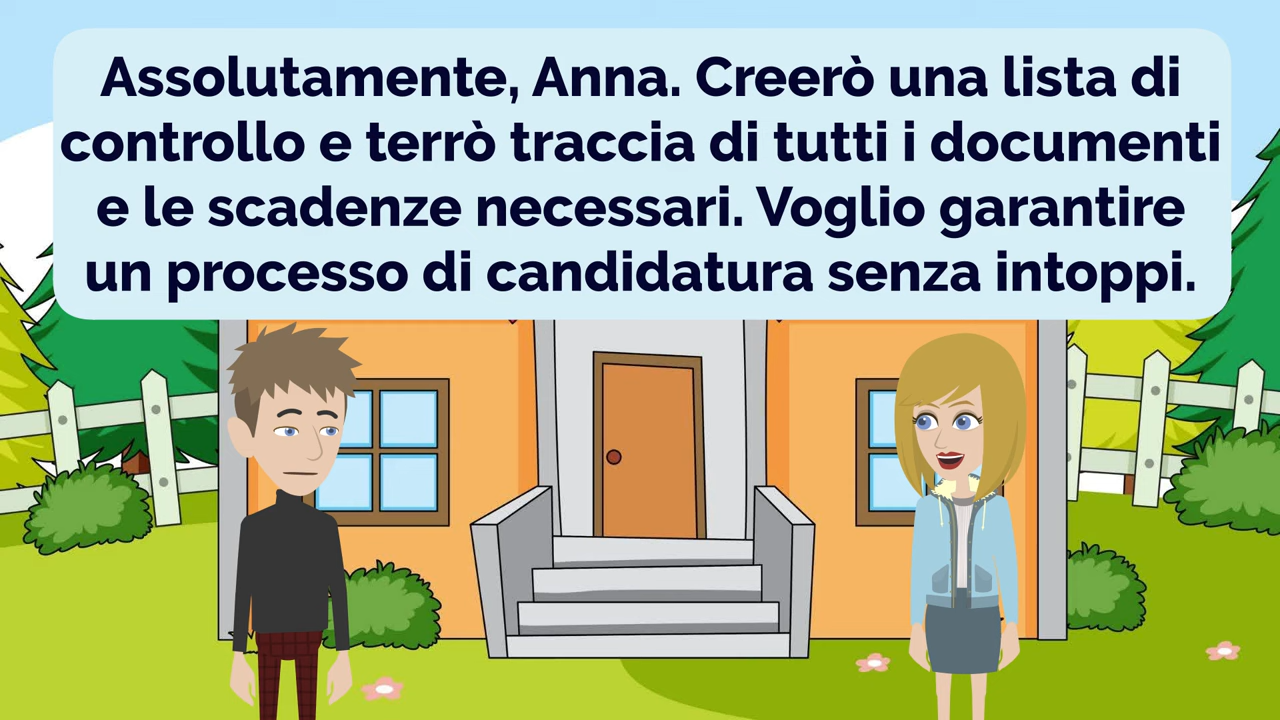 Assolutamente, Anna. Creerò una lista di
controllo e terrò traccia di tutti i documenti
e le scadenze necessari. Voglio garantire
un processo di candidatura senza intoppi.